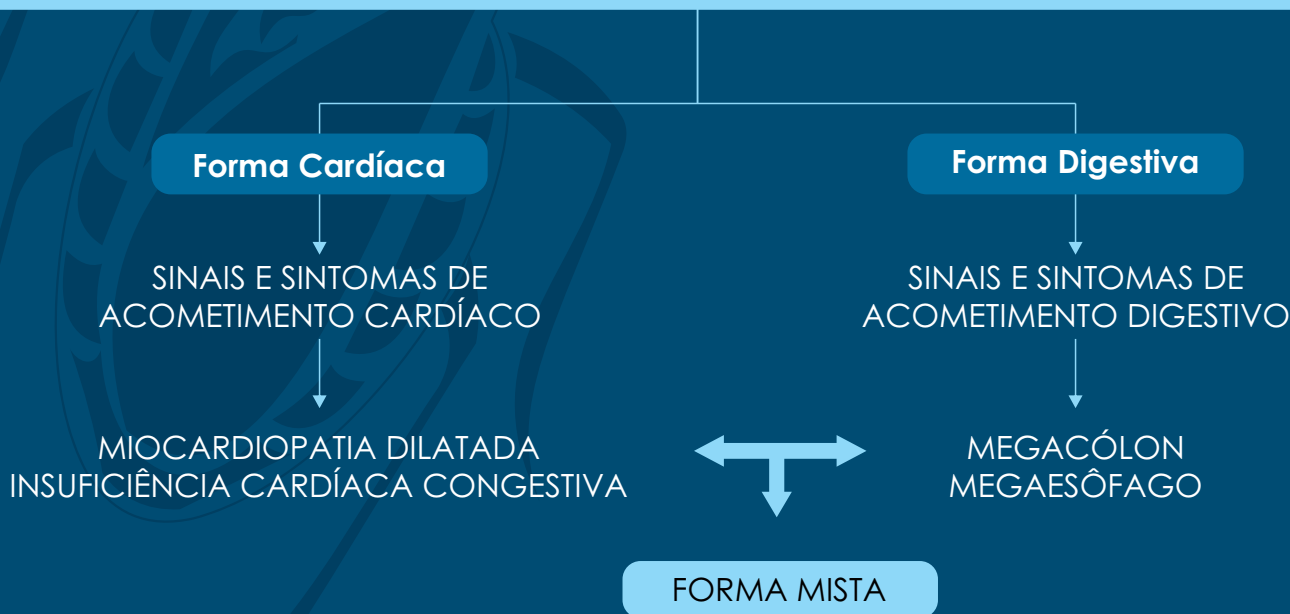 Forma Cardíaca
SINAIS E SINTOMAS DE
ACOMETIMENTO CARDÍACO
MIOCARDIOPATIA DILATADA
INSUFICIÊNCIA CARDÍACA CONGESTIVA
Forma Digestiva
SINAIS E SINTOMAS DE
ACOMETIMENTO DIGESTIVO
MEGACÓLON
MEGAESÔFAGO
FORMA MISTA